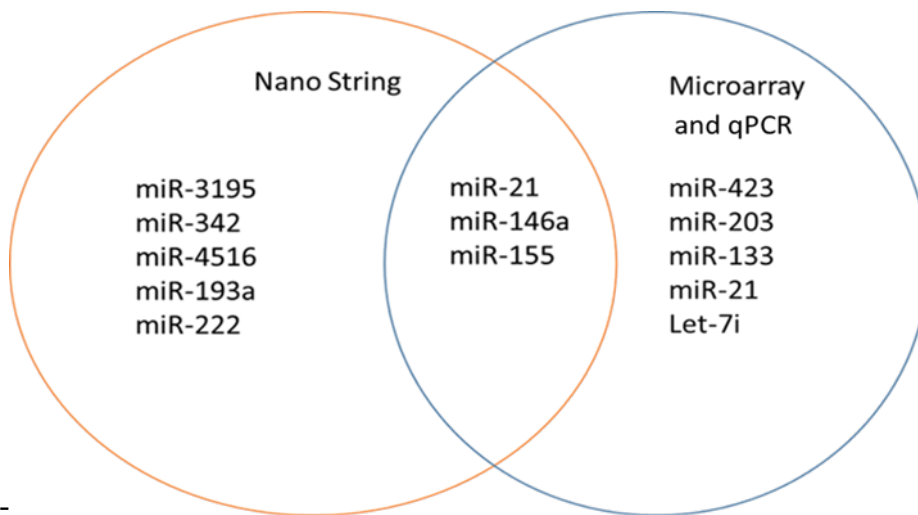 Nano String
miR-3195
miR-342
miR-4516
miR-193a
miR-222
miR-21
miR-146a
miR-155
Microarray
and qPCR
miR-423
miR-203
miR-133
miR-21
Let-7i
-